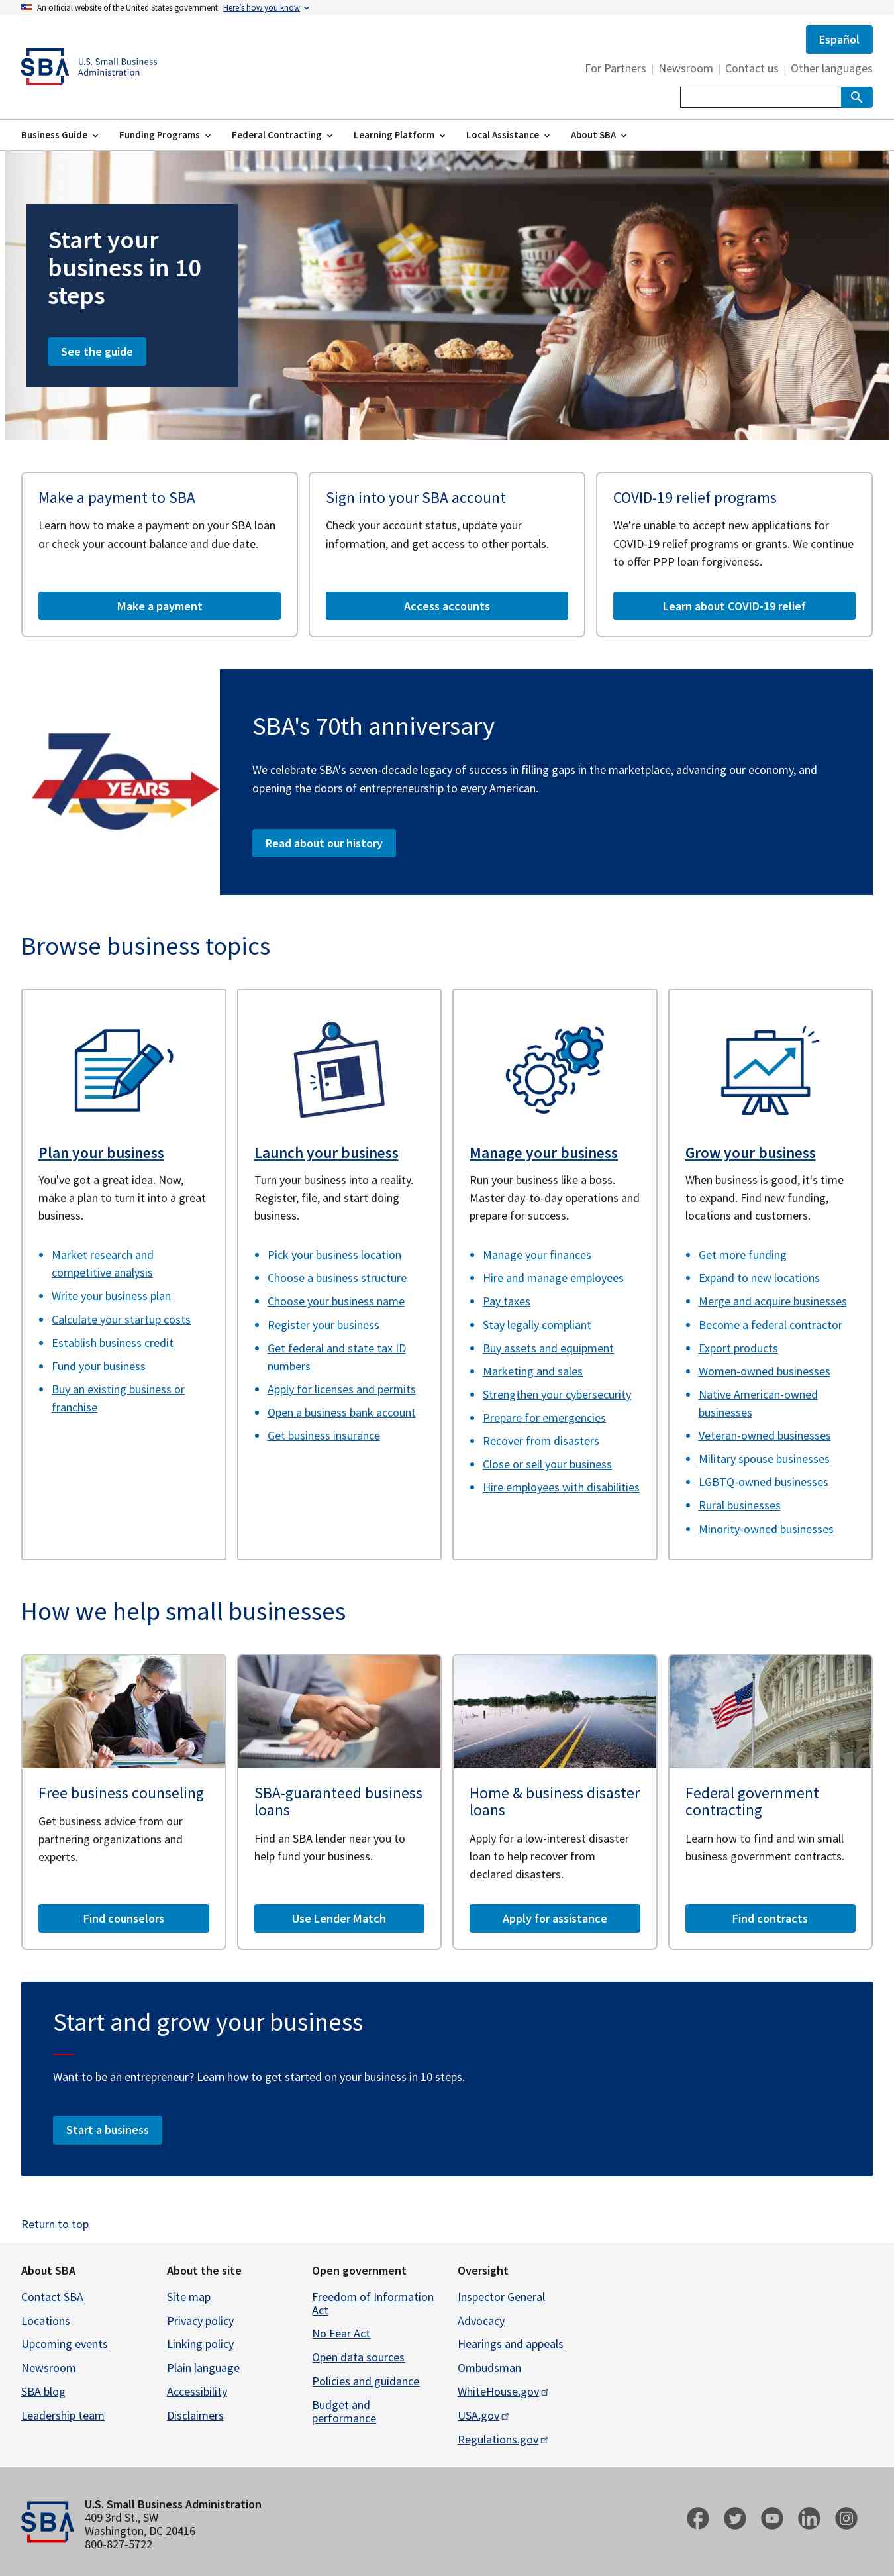 An official website of the United States government Here's how you know
Español
SBA U.S. Small Business
Administration
For Partners | Newsroom | Contact us | Other languages
Business Guide Funding Programs Federal Contracting Learning Platform Local Assistance About SBA
Start your
business in 10
steps
See the guide
Make a payment to SBA
Learn how to make a payment on your SBA loan
or check your account balance and due date.
Make a payment
Sign into your SBA account
Check your account status, update your
information, and get access to other portals.
Access accounts
COVID-19 relief programs
We're unable to accept new applications for
COVID-19 relief programs or grants. We continue
to offer PPP loan forgiveness.
Learn about COVID-19 relief
70 YEARS
SBA's 70th anniversary
We celebrate SBA's seven-decade legacy of success in filling gaps in the marketplace, advancing our economy, and
opening the doors of entrepreneurship to every American.
Read about our history
Browse business topics
Plan your business
You've got a great idea. Now,
make a plan to turn it into a great
business.
Market research and
competitive analysis
Write your business plan
Calculate your startup costs
Establish business credit
Fund your business
Buy an existing business or
franchise
Launch your business
Turn your business into a reality.
Register, file, and start doing
business.
Pick your business location
Choose a business structure
Choose your business name
Register your business
Get federal and state tax ID
numbers
Apply for licenses and permits
Open a business bank account
Get business insurance
Manage your business
Run your business like a boss.
Master day-to-day operations and
prepare for success.
Manage your finances
Hire and manage employees
Pay taxes
Stay legally compliant
Buy assets and equipment
Marketing and sales
Strengthen your cybersecurity
Prepare for emergencies
Recover from disasters
Close or sell your business
Hire employees with disabilities
Grow your business
When business is good, it's time
to expand. Find new funding,
locations and customers.
Get more funding
Expand to new locations
Merge and acquire businesses
Become a federal contractor
Export products
Women-owned businesses
Native American-owned
businesses
Veteran-owned businesses
Military spouse businesses
LGBTQ-owned businesses
Rural businesses
Minority-owned businesses
How we help small businesses
Free business counseling
Get business advice from our
partnering organizations and
experts.
Find counselors
SBA-guaranteed business
loans
Find an SBA lender near you to
help fund your business.
Use Lender Match
Home & business disaster
loans
Apply for a low-interest disaster
loan to help recover from
declared disasters.
Apply for assistance
Federal government
contracting
Learn how to find and win small
business government contracts.
Find contracts
Start and grow your business
Want to be an entrepreneur? Learn how to get started on your business in 10 steps.
Start a business
Return to top
About SBA
Contact SBA
Locations
Upcoming events
Newsroom
SBA blog
Leadership team
About the site
Site map
Privacy policy
Linking policy
Plain language
Accessibility
Disclaimers
Open government
Freedom of Information
Act
No Fear Act
Open data sources
Policies and guidance
Budget and
performance
Oversight
Inspector General
Advocacy
Hearings and appeals
Ombudsman
WhiteHouse.gov
USA.gov
Regulations.gov
SBA
U.S. Small Business Administration
409 3rd St., SW
Washington, DC 20416
800-827-5722